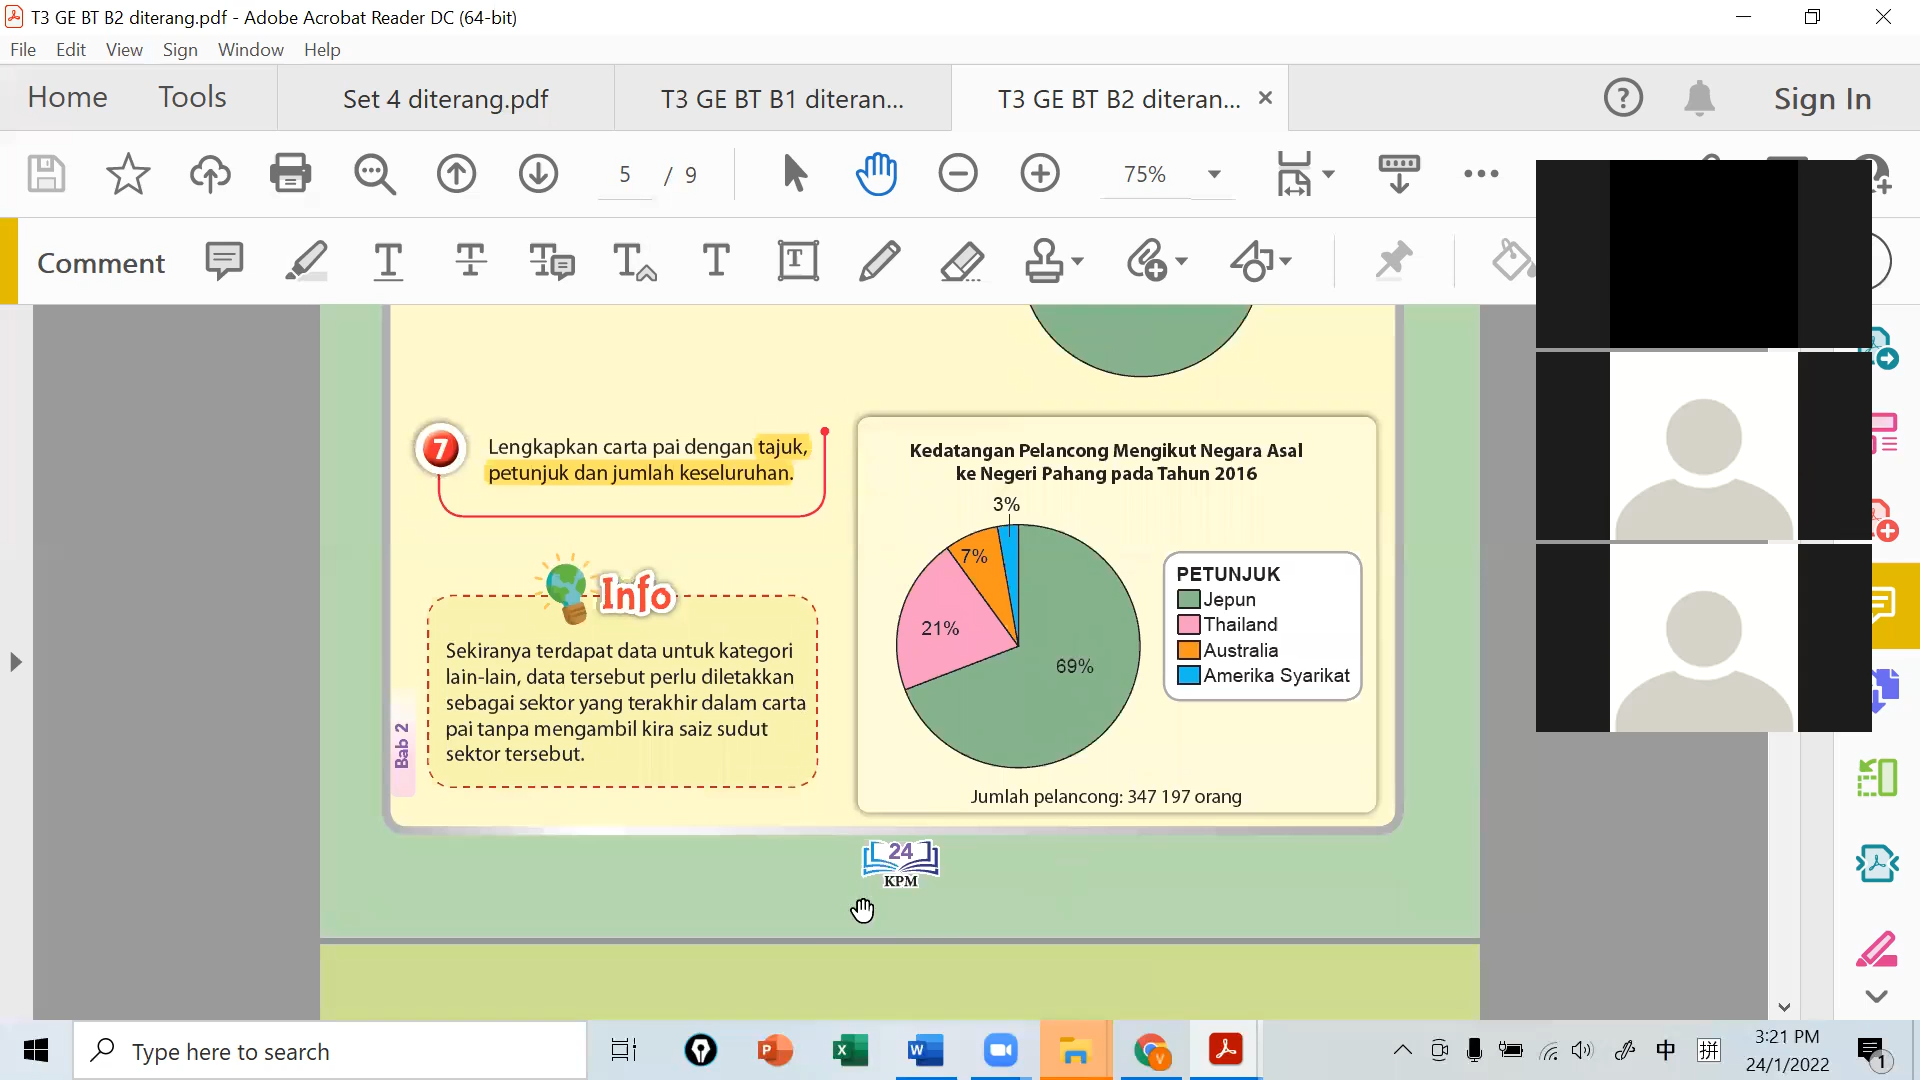 T3 GE BT B2 diterang.pdf - Adobe Acrobat Reader DC (64-bit)
File Edit View Sign Window Help
Home Tools Set 4 diterang.pdf T3 GE BT B1 diteran... T3 GE BT B2 diteran... Sign In
5 / 9 75%
Comment
7
Lengkapkan carta pai dengan tajuk,
petunjuk dan jumlah keseluruhan.
Info
Sekiranya terdapat data untuk kategori
lain-lain, data tersebut perlu diletakkan
sebagai sektor yang terakhir dalam carta
pai tanpa mengambil kira saiz sudut
sektor tersebut.
Bab 2
Kedatangan Pelancong Mengikut Negara Asal
ke Negeri Pahang pada Tahun 2016
3%
7%
21%
69%
PETUNJUK
Jepun
Thailand
Australia
Amerika Syarikat
Jumlah pelancong: 347 197 orang
24
KPM
Type here to search
中 拼
3:21 PM
24/1/2022
1